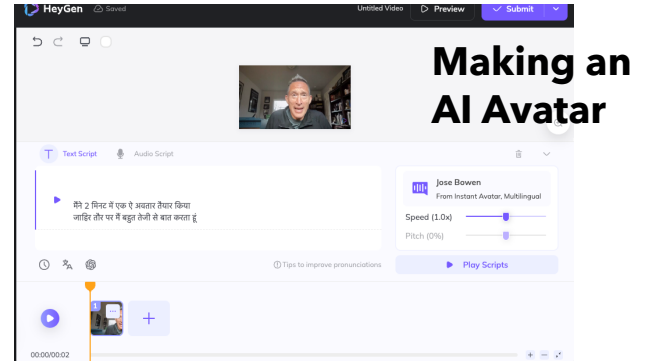 HeyGen
Saved
Untitled Video
Preview
Submit
Making an
AI Avatar
Text Script
Audio Script
मैंने 2 मिनट में एक ऐ अवतार तैयार किया
जाहिर तौर पर मैं बहुत तेजी से बात करता हूं
Jose Bowen
From Instant Avatar, Multilingual
Speed (1.0x)
Pitch (0%)
Tips to improve pronunciations
Play Scripts
1
00:00/00:02